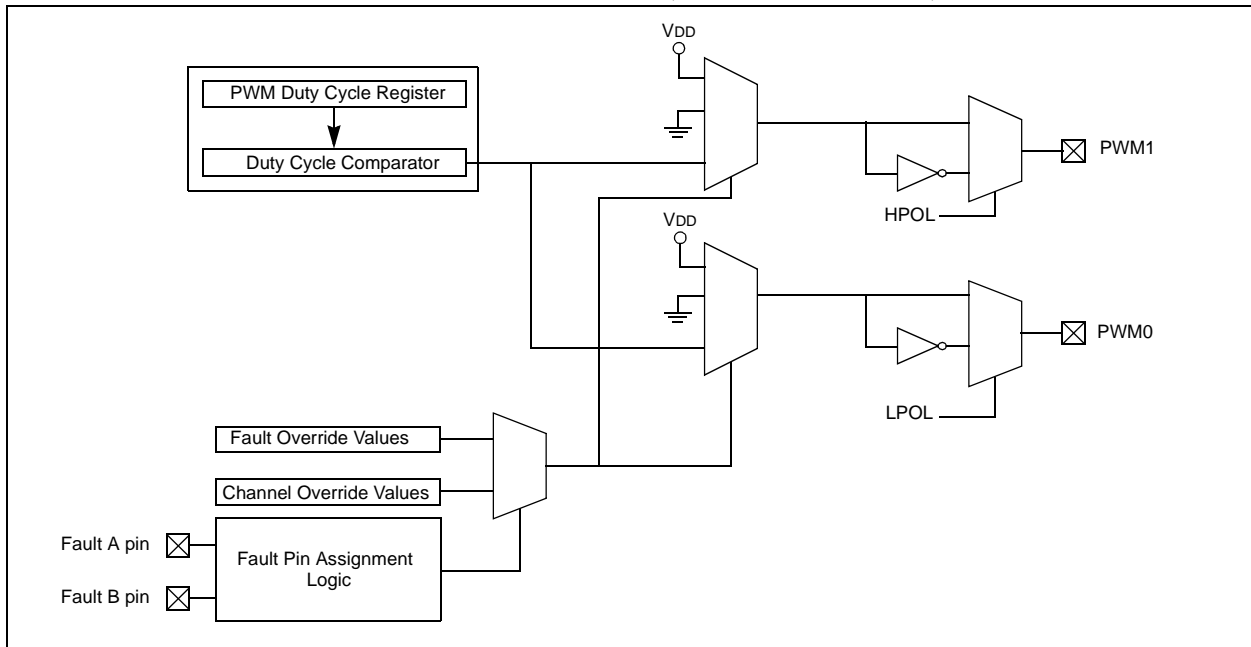 VDD
PWM Duty Cycle Register
Duty Cycle Comparator
PWM1
HPOL
VDD
PWM0
LPOL
Fault Override Values
Channel Override Values
Fault A pin
Fault Pin Assignment
Logic
Fault B pin